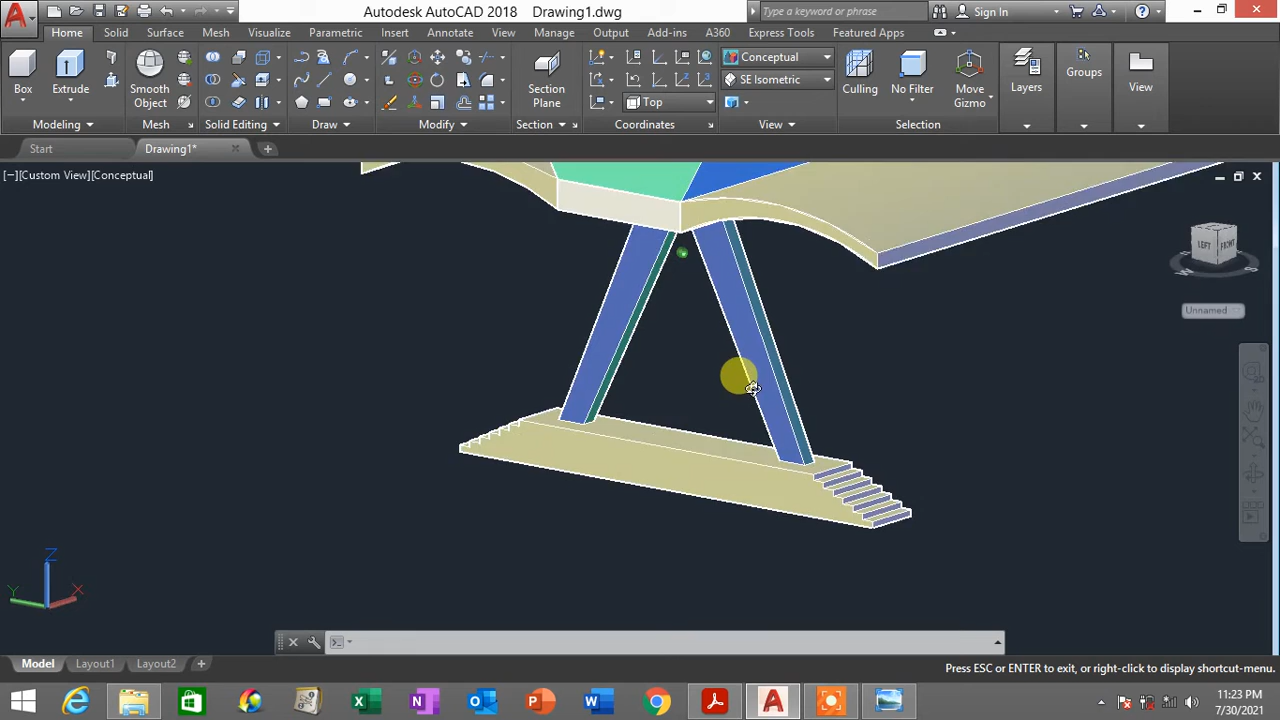 Autodesk AutoCAD 2018 Drawing1.dwg
Type a keyword or phrase
Sign In
Home Solid Surface Mesh Visualize Parametric Insert Annotate View Manage Output Add-ins A360 Express Tools Featured Apps
Box
Extrude
Smooth
Object
Section
Plane
Conceptual
SE Isometric
Top
Culling
No Filter
Move
Gizmo
Layers
Groups
View
Modeling Mesh Solid Editing Draw Modify Section Coordinates View Selection
Start Drawing1*
[−][Custom View][Conceptual]
LEFT FRONT
Unnamed
Z
Y X
Model Layout1 Layout2
Press ESC or ENTER to exit, or right-click to display shortcut-menu.
11:23 PM
7/30/2021